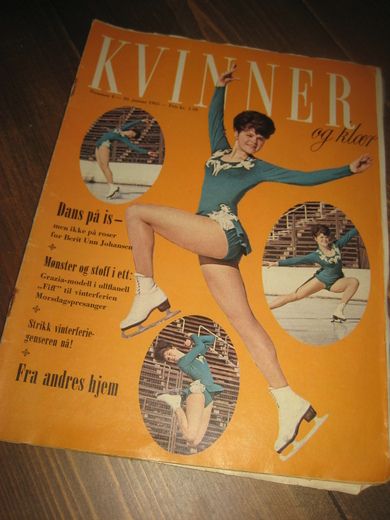 KVINNER
og klær
Dans på is —
men ikke på roser
for Berit Unn Johansen
Mønster og stoff i ett:
Grazia-modell i ullflanell
„Fiff" til vinterferien
Morsdagspresanger
Strikk vinterferie-
genseren nå!
Fra andres hjem